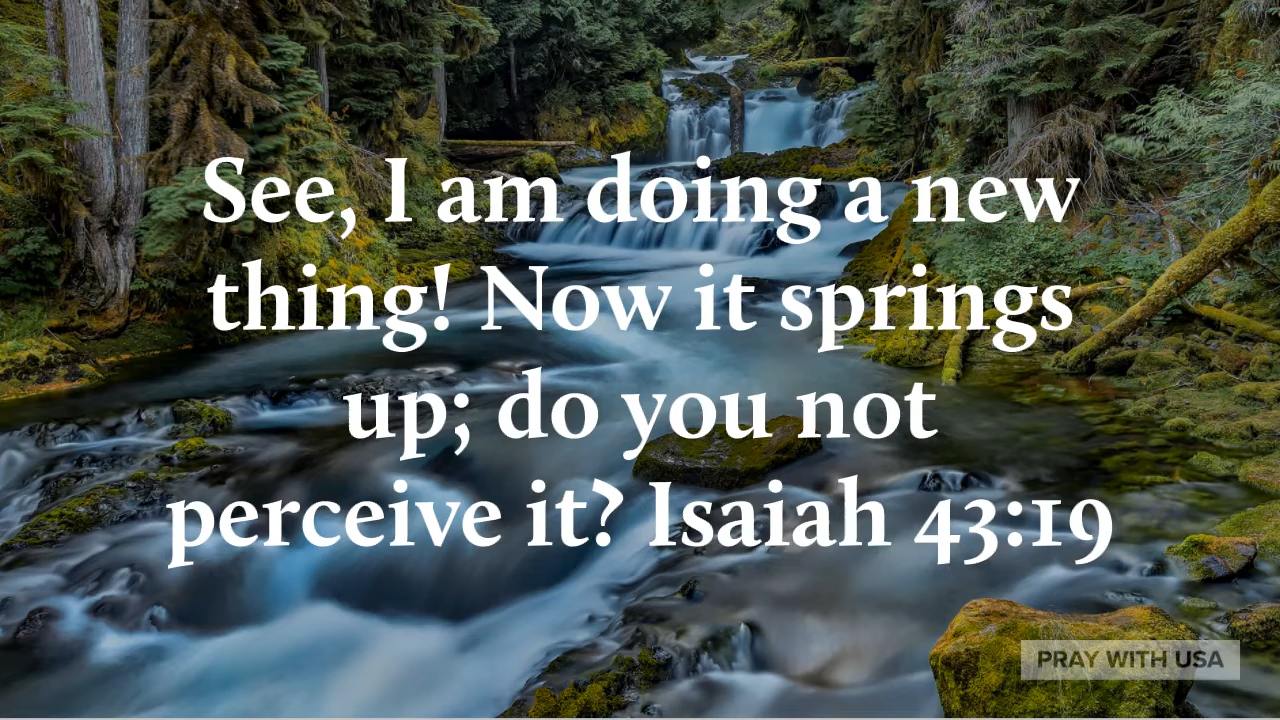 See, I am doing a new
thing! Now it springs
up; do you not
perceive it? Isaiah 43:19
PRAY WITH USA